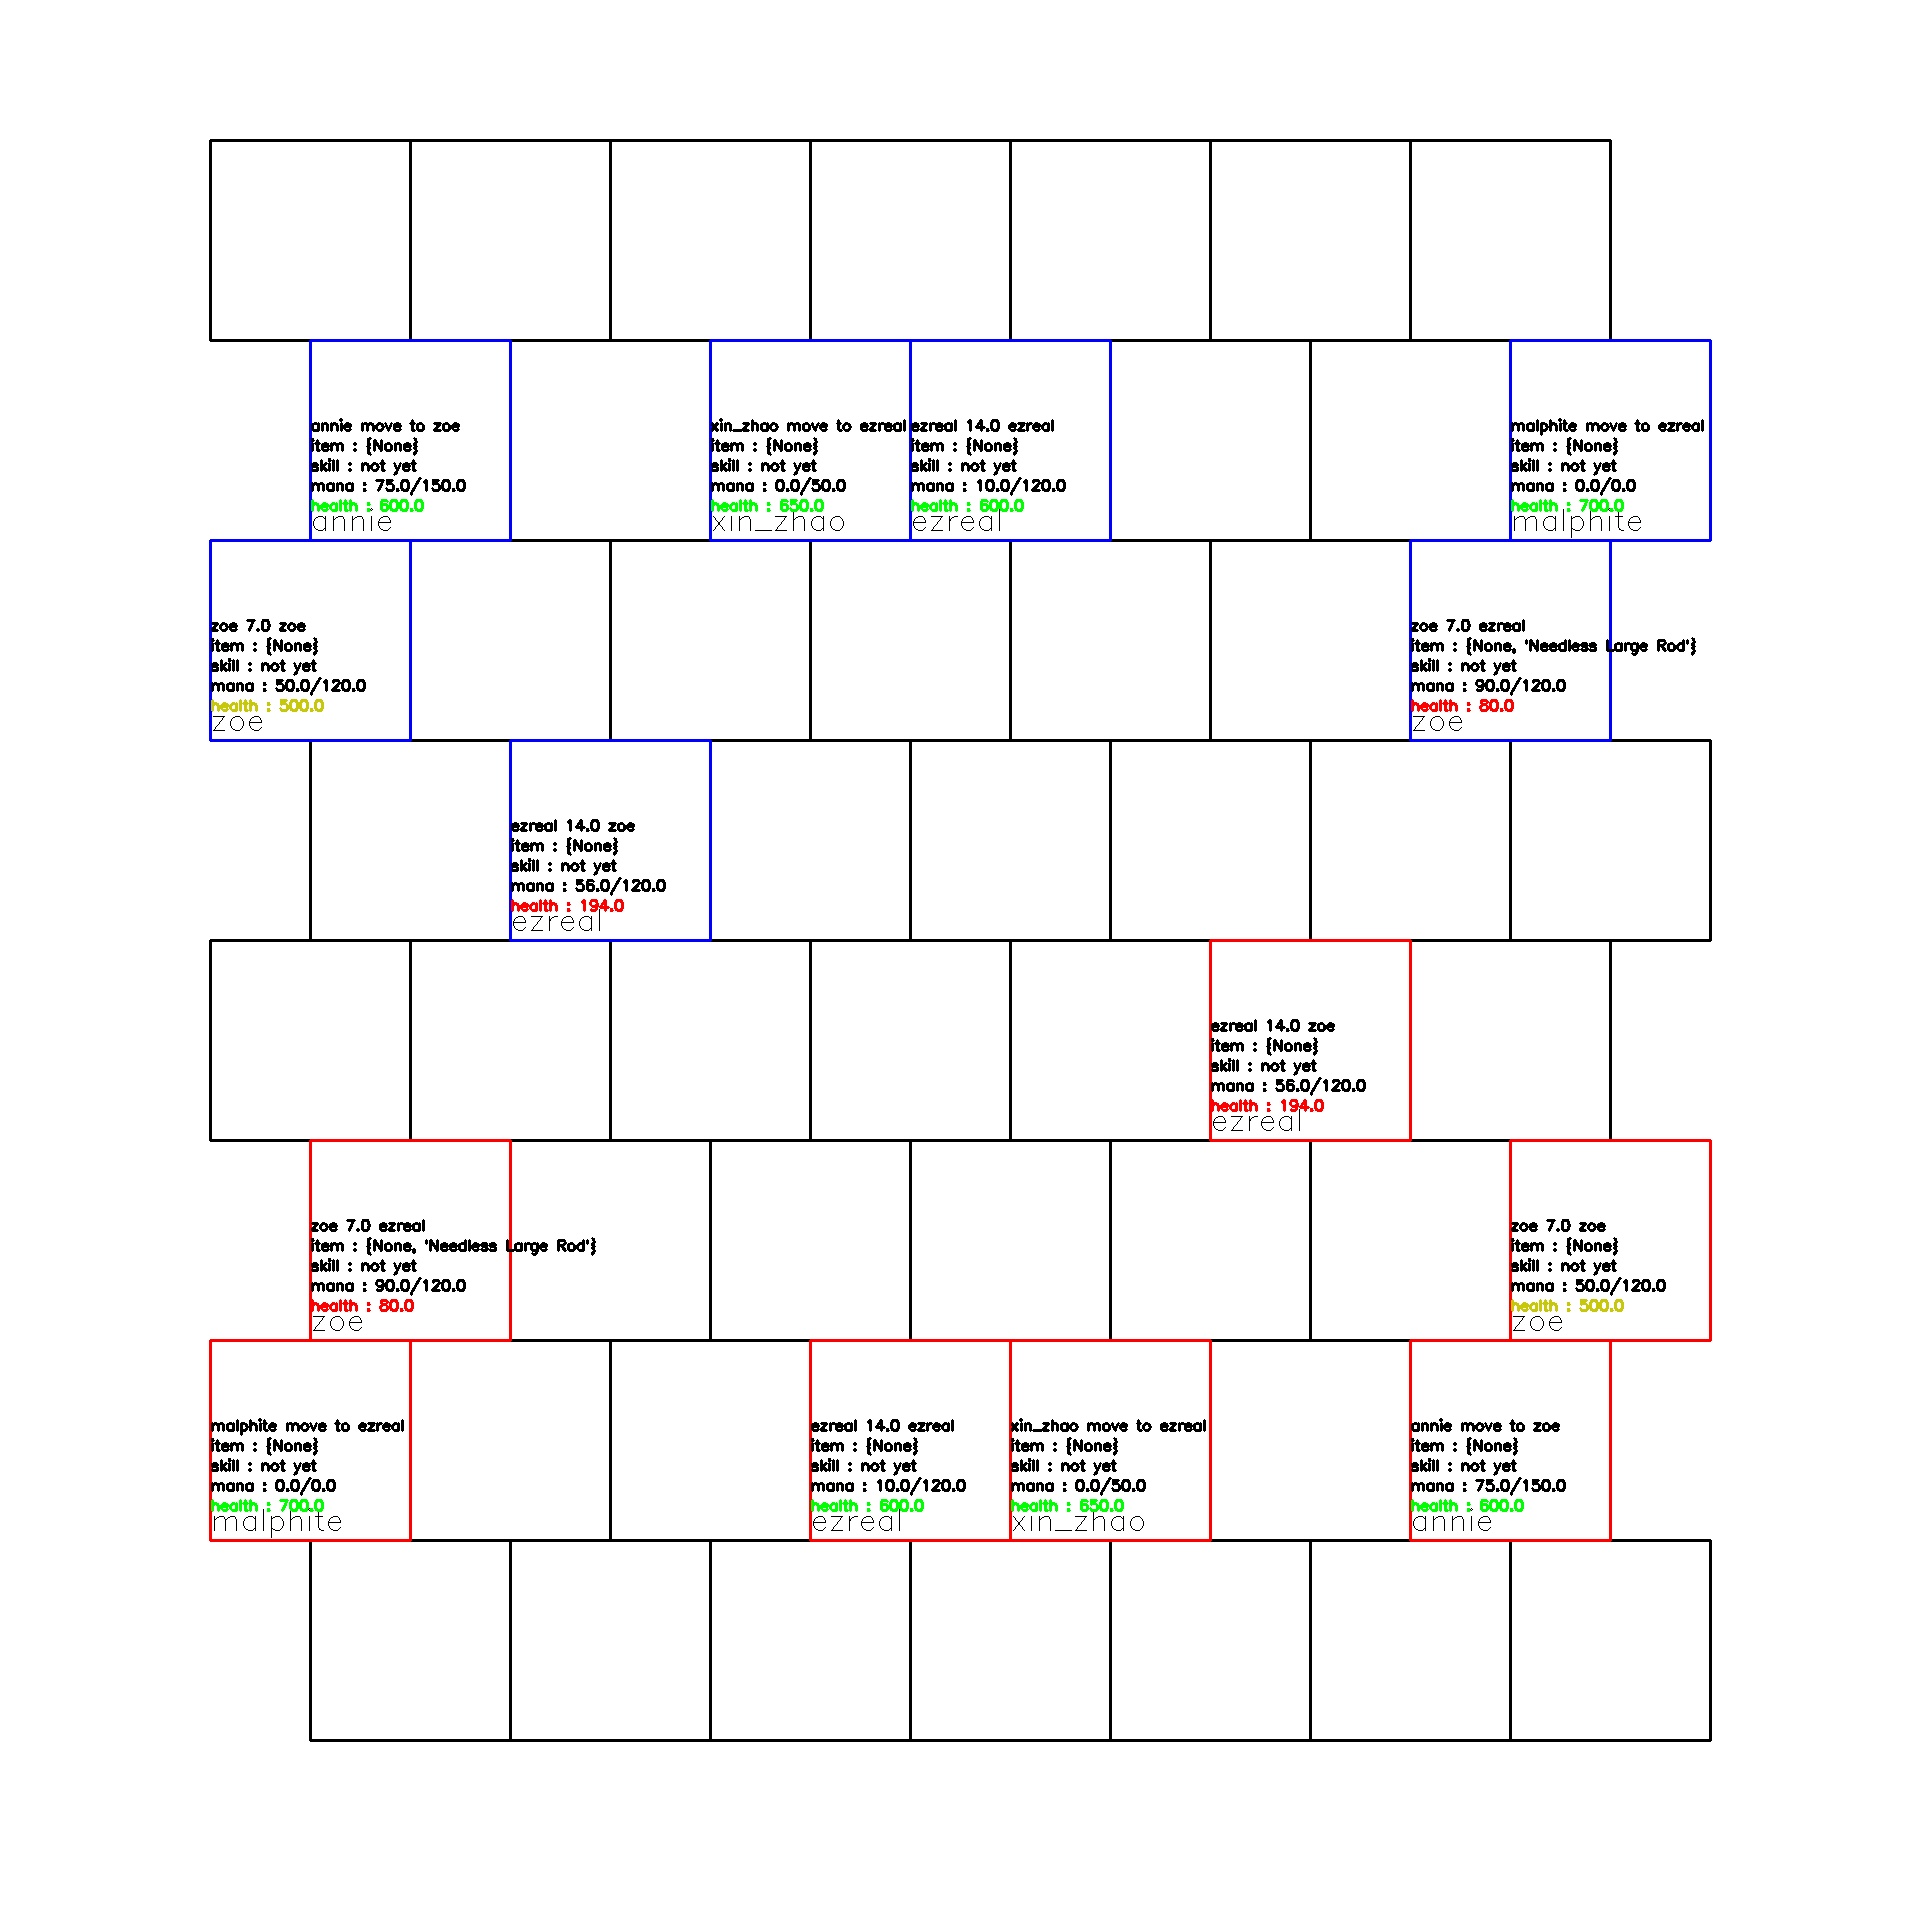 annie move to zoe
item : {None}
skill : not yet
mana : 75.0/150.0
health : 600.0
annie
xin_zhao move to ezreal
item : {None}
skill : not yet
mana : 0.0/50.0
health : 650.0
xin_zhao
ezreal 14.0 ezreal
item : {None}
skill : not yet
mana : 10.0/120.0
health : 600.0
ezreal
malphite move to ezreal
item : {None}
skill : not yet
mana : 0.0/0.0
health : 700.0
malphite
zoe 7.0 zoe
item : {None}
skill : not yet
mana : 50.0/120.0
health : 500.0
zoe
zoe 7.0 ezreal
item : {None, 'Needless Large Rod'}
skill : not yet
mana : 90.0/120.0
health : 80.0
zoe
ezreal 14.0 zoe
item : {None}
skill : not yet
mana : 56.0/120.0
health : 194.0
ezreal
ezreal 14.0 zoe
item : {None}
skill : not yet
mana : 56.0/120.0
health : 194.0
ezreal
zoe 7.0 ezreal
item : {None, 'Needless Large Rod'}
skill : not yet
mana : 90.0/120.0
health : 80.0
zoe
zoe 7.0 zoe
item : {None}
skill : not yet
mana : 50.0/120.0
health : 500.0
zoe
malphite move to ezreal
item : {None}
skill : not yet
mana : 0.0/0.0
health : 700.0
malphite
ezreal 14.0 ezreal
item : {None}
skill : not yet
mana : 10.0/120.0
health : 600.0
ezreal
xin_zhao move to ezreal
item : {None}
skill : not yet
mana : 0.0/50.0
health : 650.0
xin_zhao
annie move to zoe
item : {None}
skill : not yet
mana : 75.0/150.0
health : 600.0
annie